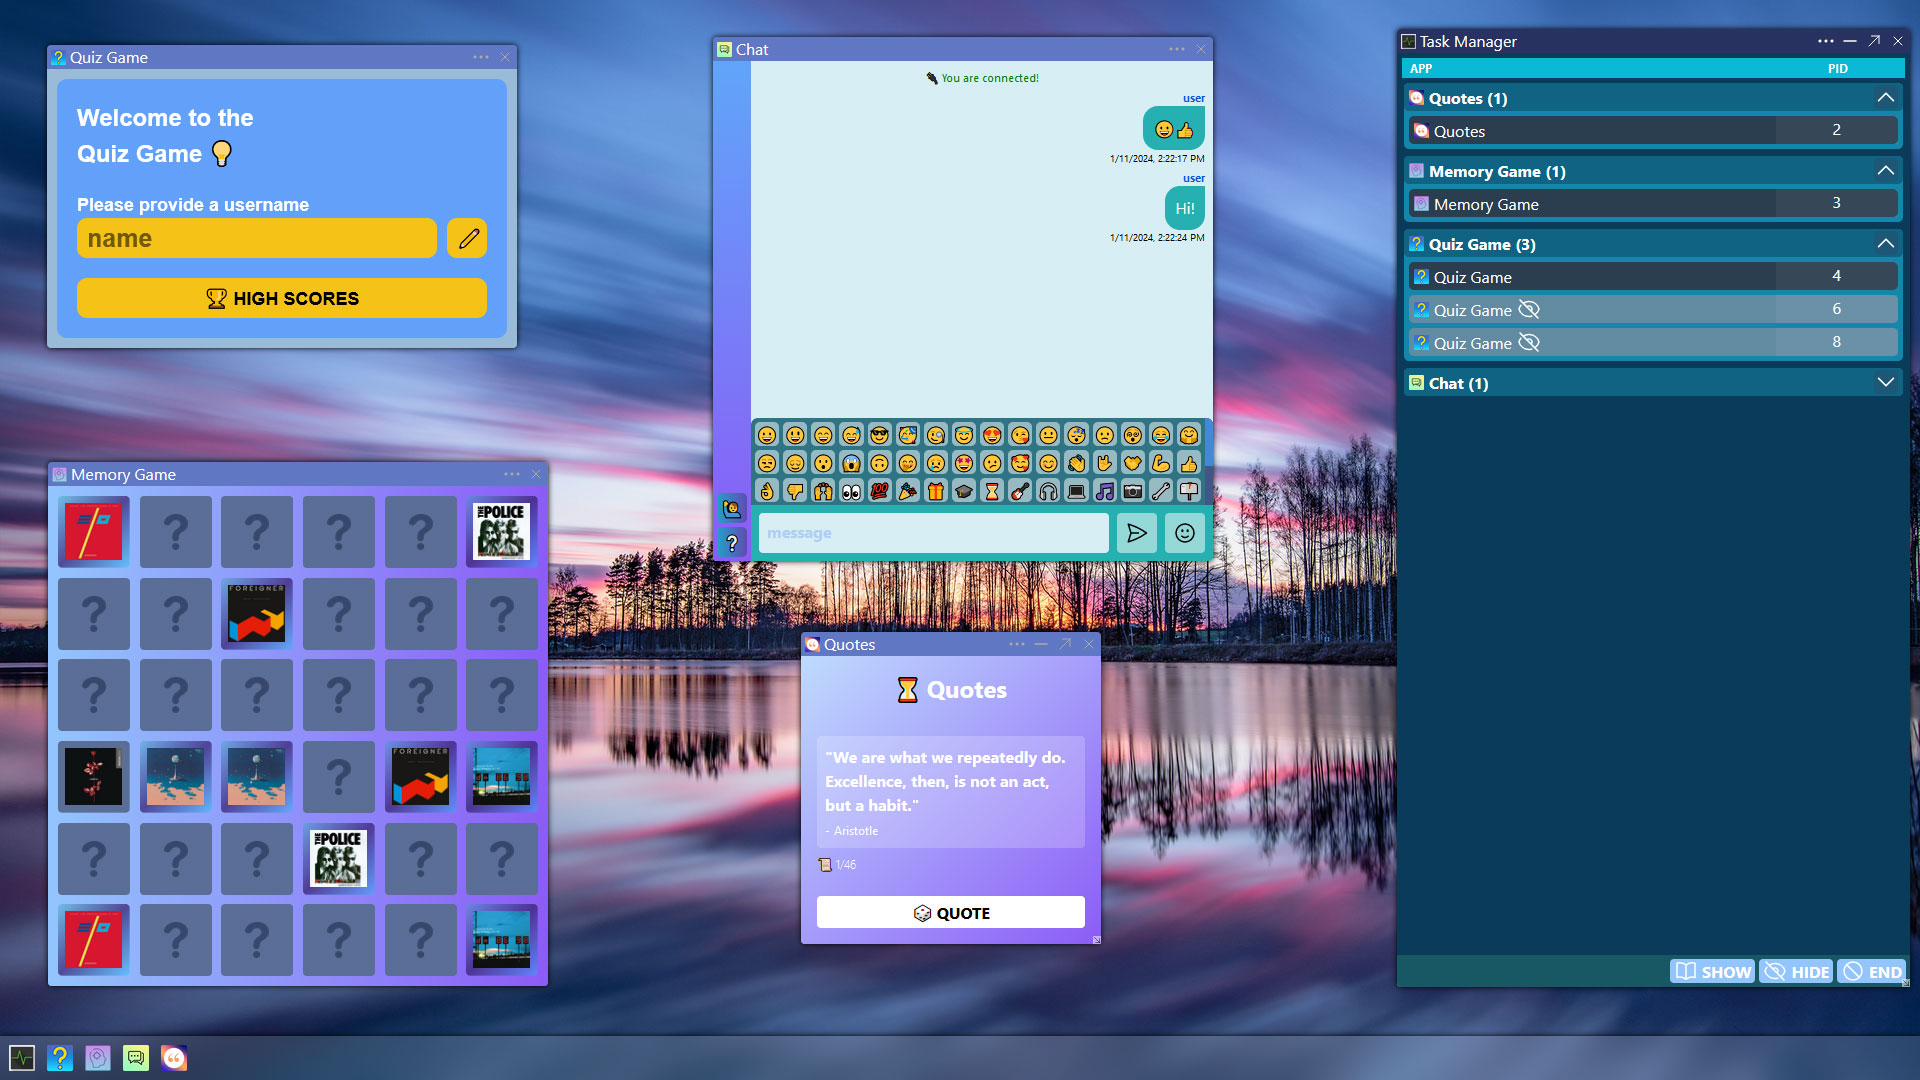 Quiz Game
Welcome to the
Quiz Game
Please provide a username
name
HIGH SCORES
Memory Game
THE POLICE
FOREIGNER
FOREIGNER
THE POLICE
Chat
You are connected!
user
1/11/2024, 2:22:17 PM
user
Hi!
1/11/2024, 2:22:24 PM
100
message
Quotes
Quotes
"We are what we repeatedly do.
Excellence, then, is not an act,
but a habit."
- Aristotle
1/46
QUOTE
Task Manager
APP PID
Quotes (1)
Quotes 2
Memory Game (1)
Memory Game 3
Quiz Game (3)
Quiz Game 4
Quiz Game 6
Quiz Game 8
Chat (1)
SHOW HIDE END